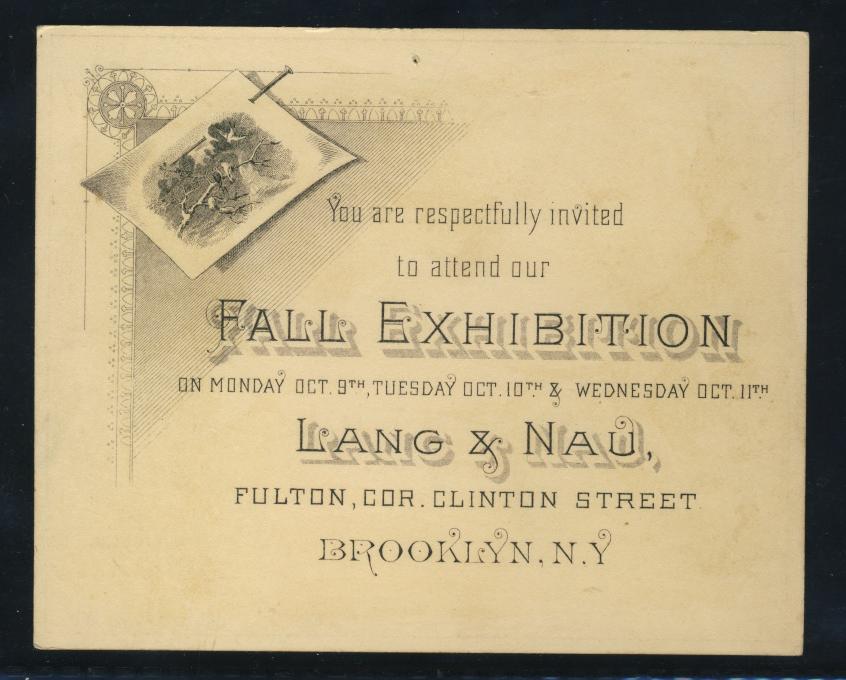 You are respectfully invited
to attend our
FALL EXHIBITION
ON MONDAY OCT. 9TH, TUESDAY OCT. 10TH & WEDNESDAY OCT. 11TH
LANG & NAU,
FULTON, COR. CLINTON STREET
BROOKLYN, N.Y